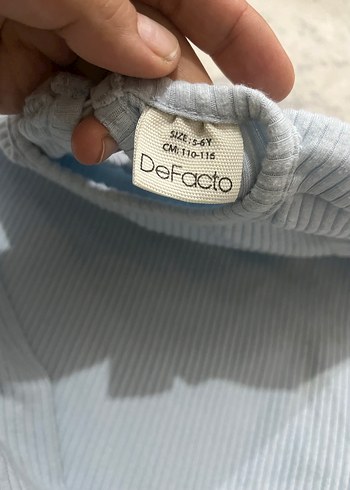 SIZE: 5-6Y
CM: 110-116
DeFacto